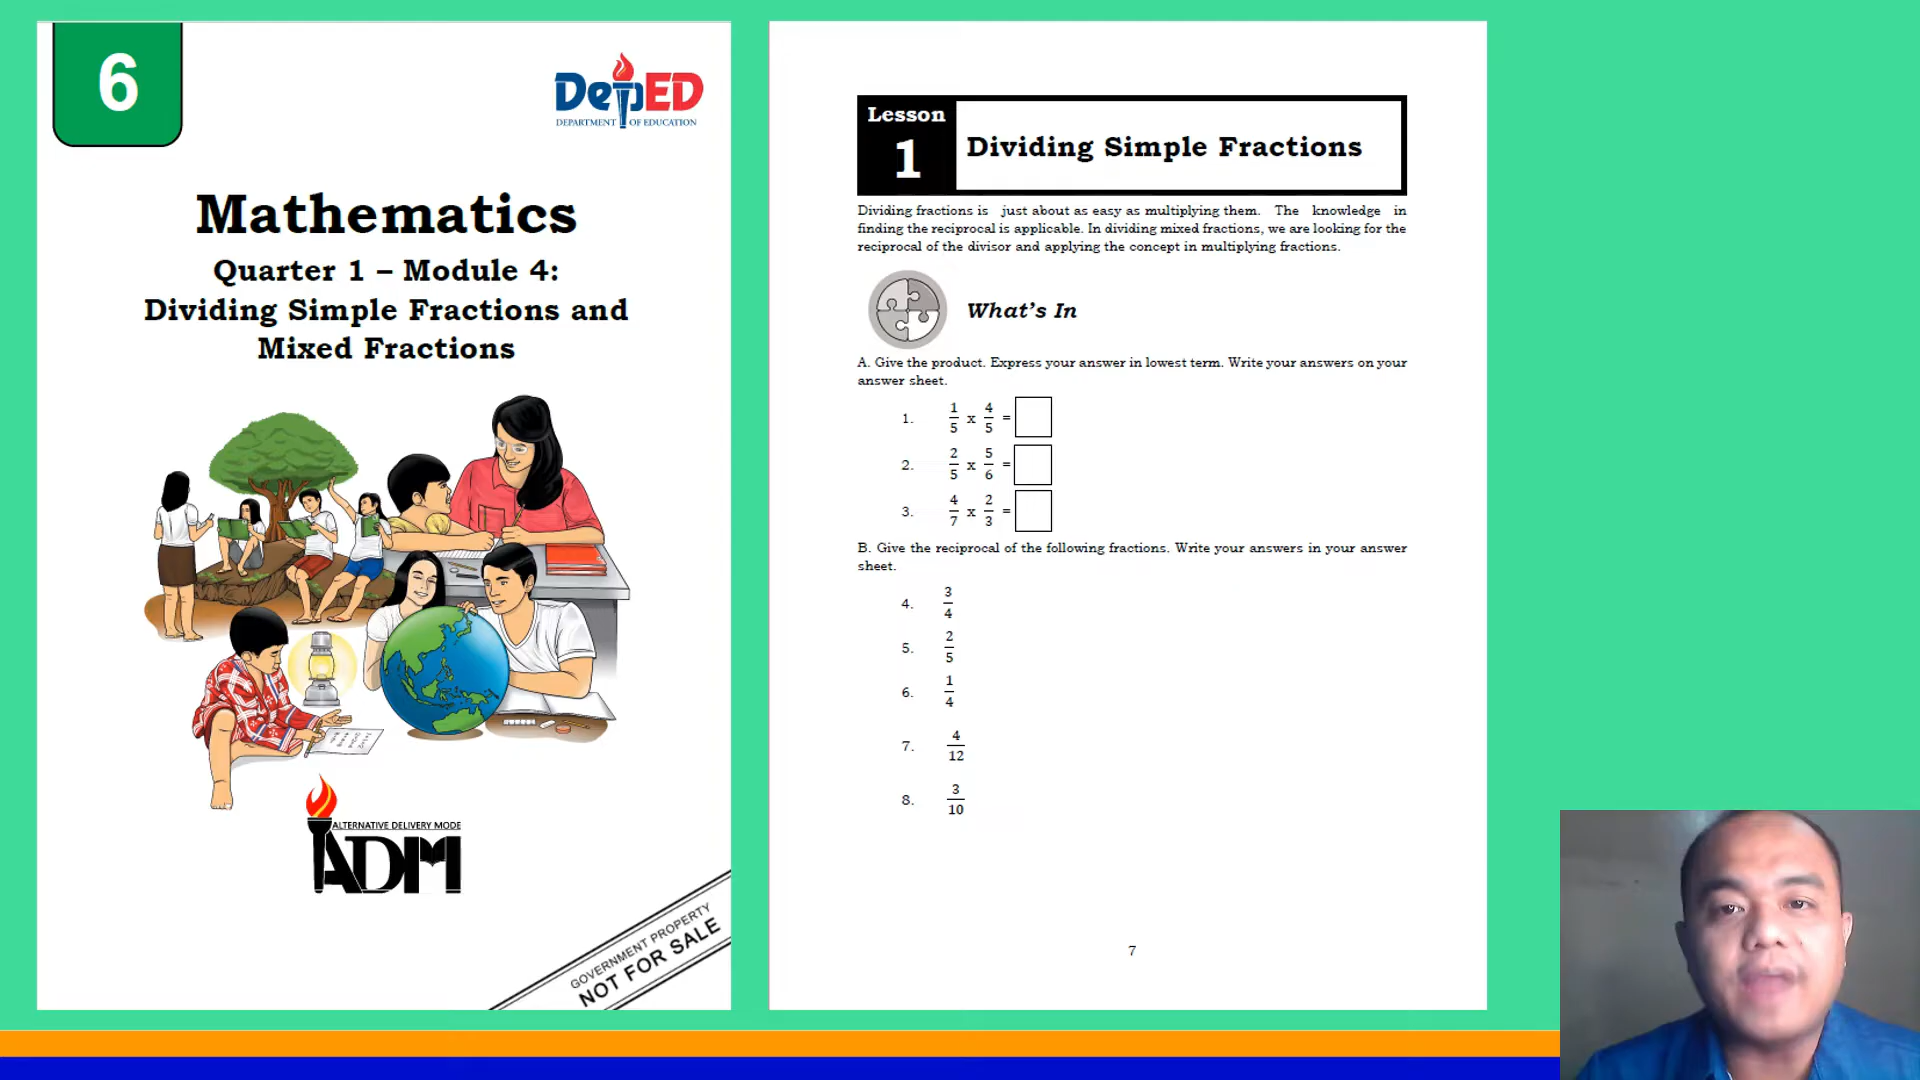 6
DepED
DEPARTMENT OF EDUCATION
Mathematics
Quarter 1 – Module 4:
Dividing Simple Fractions and
Mixed Fractions
ALTERNATIVE DELIVERY MODE
ADM
GOVERNMENT PROPERTY
NOT FOR SALE
Lesson
1
Dividing Simple Fractions
Dividing fractions is just about as easy as multiplying them. The knowledge in
finding the reciprocal is applicable. In dividing mixed fractions, we are looking for the
reciprocal of the divisor and applying the concept in multiplying fractions.
What's In
A. Give the product. Express your answer in lowest term. Write your answers on your
answer sheet.
1. 1/5 x 4/5 =
2. 2/5 x 5/6 =
3. 4/7 x 2/3 =
B. Give the reciprocal of the following fractions. Write your answers in your answer
sheet.
4. 3/4
5. 2/5
6. 1/4
7. 4/12
8. 3/10
7